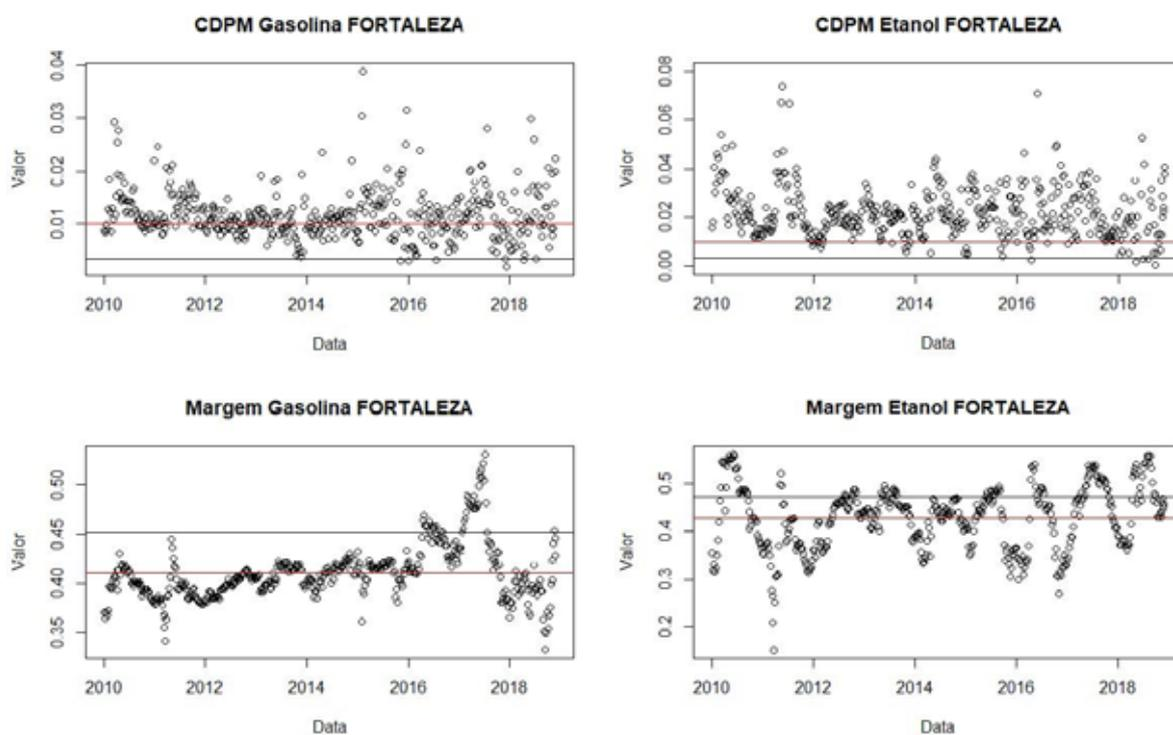 CDPM Gasolina FORTALEZA
Valor
0.01
0.02
0.03
0.04
2010 2012 2014 2016 2018
Data
CDPM Etanol FORTALEZA
Valor
0.00
0.02
0.04
0.06
0.08
2010 2012 2014 2016 2018
Data
Margem Gasolina FORTALEZA
Valor
0.35
0.40
0.45
0.50
2010 2012 2014 2016 2018
Data
Margem Etanol FORTALEZA
Valor
0.2
0.3
0.4
0.5
2010 2012 2014 2016 2018
Data